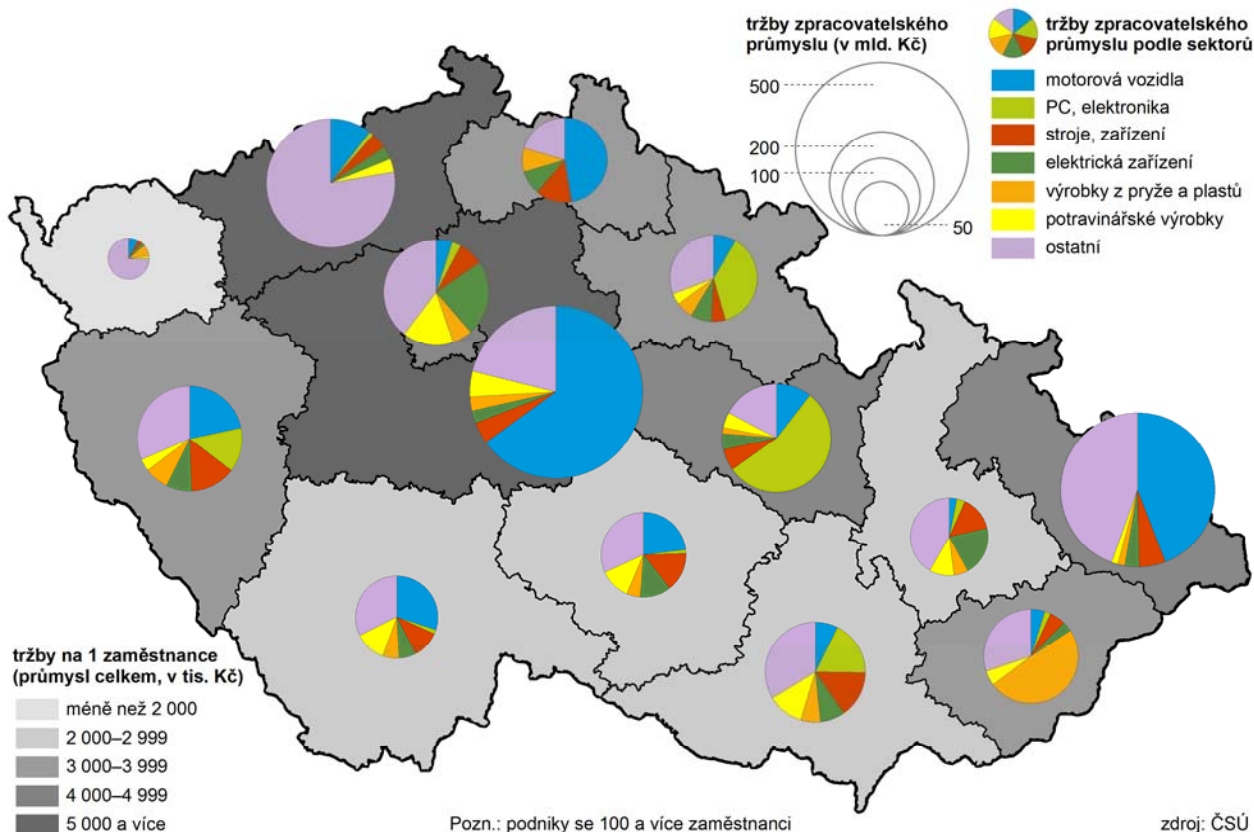 tržby zpracovatelského
průmyslu (v mld. Kč)
500
200
100
50
tržby zpracovatelského
průmyslu podle sektorů
motorová vozidla
PC, elektronika
stroje, zařízení
elektrická zařízení
výrobky z pryže a plastů
potravinářské výrobky
ostatní
tržby na 1 zaměstnance
(průmysl celkem, v tis. Kč)
méně než 2 000
2 000–2 999
3 000–3 999
4 000–4 999
5 000 a více
Pozn.: podniky se 100 a více zaměstnanci
zdroj: ČSÚ